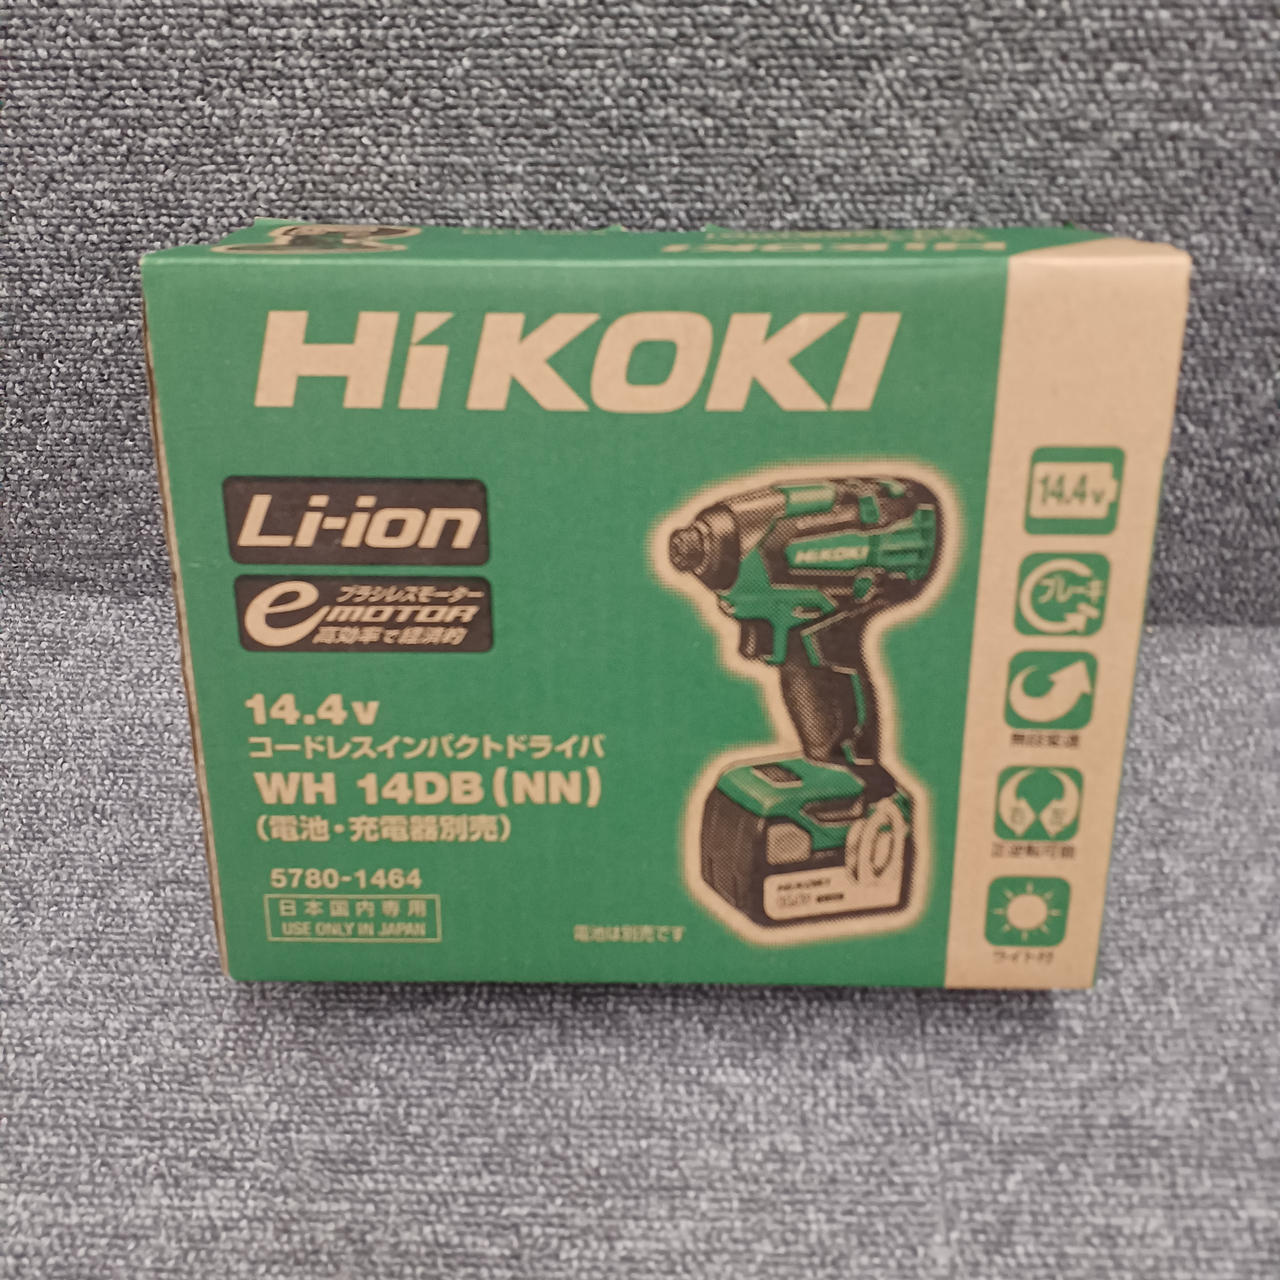 HiKOKI
HiKOKI
Li-ion
ブラシレスモーター
e MOTOR
高効率で経済的
14.4v
コードレスインパクトドライバ
WH 14DB (NN)
(電池・充電器別売)
5780-1464
日本国内専用
USE ONLY IN JAPAN
電池は別売です
HiKOKI
HiKOKI
14.4v
ブレーキ
無段変速
正逆転可能
ライト付